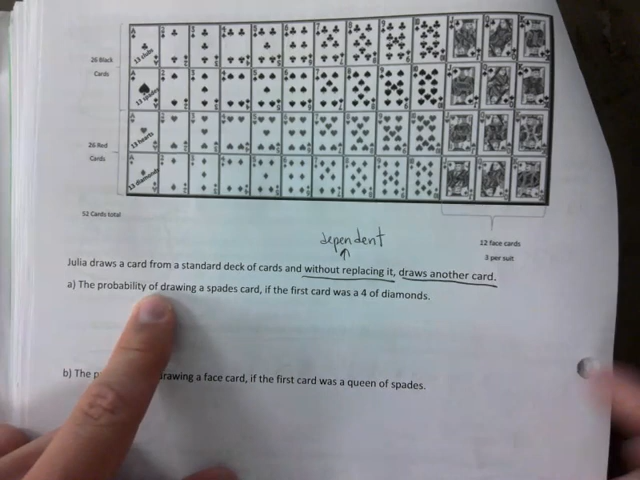 26 Black
Cards
13 clubs
13 spades
26 Red
Cards
13 hearts
13 diamonds
52 Cards total
12 face cards
3 per suit
dependent
Julia draws a card from a standard deck of cards and without replacing it, draws another card.
a) The probability of drawing a spades card, if the first card was a 4 of diamonds.
b) The drawing a face card, if the first card was a queen of spades.